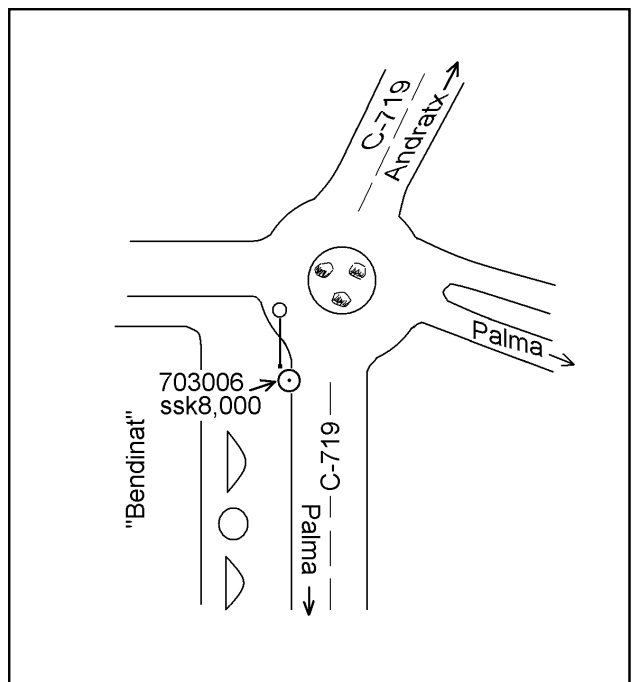 C-719
Andratx
Palma
703006
ssk8,000
"Bendinat"
C-719
Palma